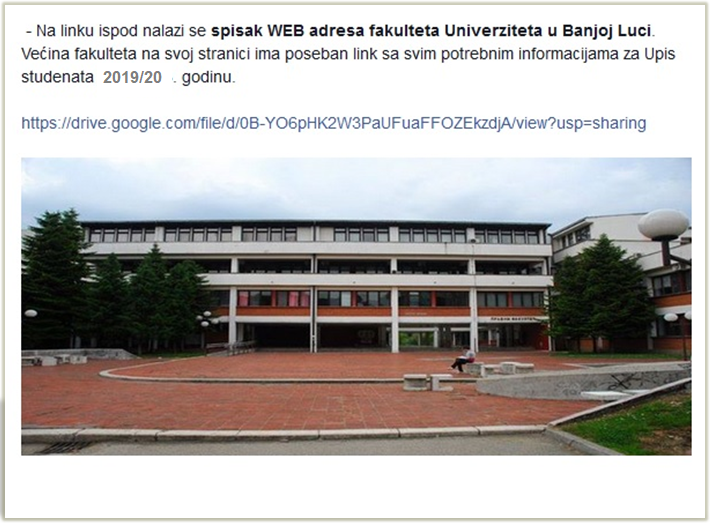 - Na linku ispod nalazi se spisak WEB adresa fakulteta Univerziteta u Banjoj Luci.
Većina fakulteta na svoj stranici ima poseban link sa svim potrebnim informacijama za Upis
studenata 2019/20 . godinu.
https://drive.google.com/file/d/0B-YO6pHK2W3PaUFuaFFOZEkzdjA/view?usp=sharing
ПРАВНИ ФАКУЛТЕТ